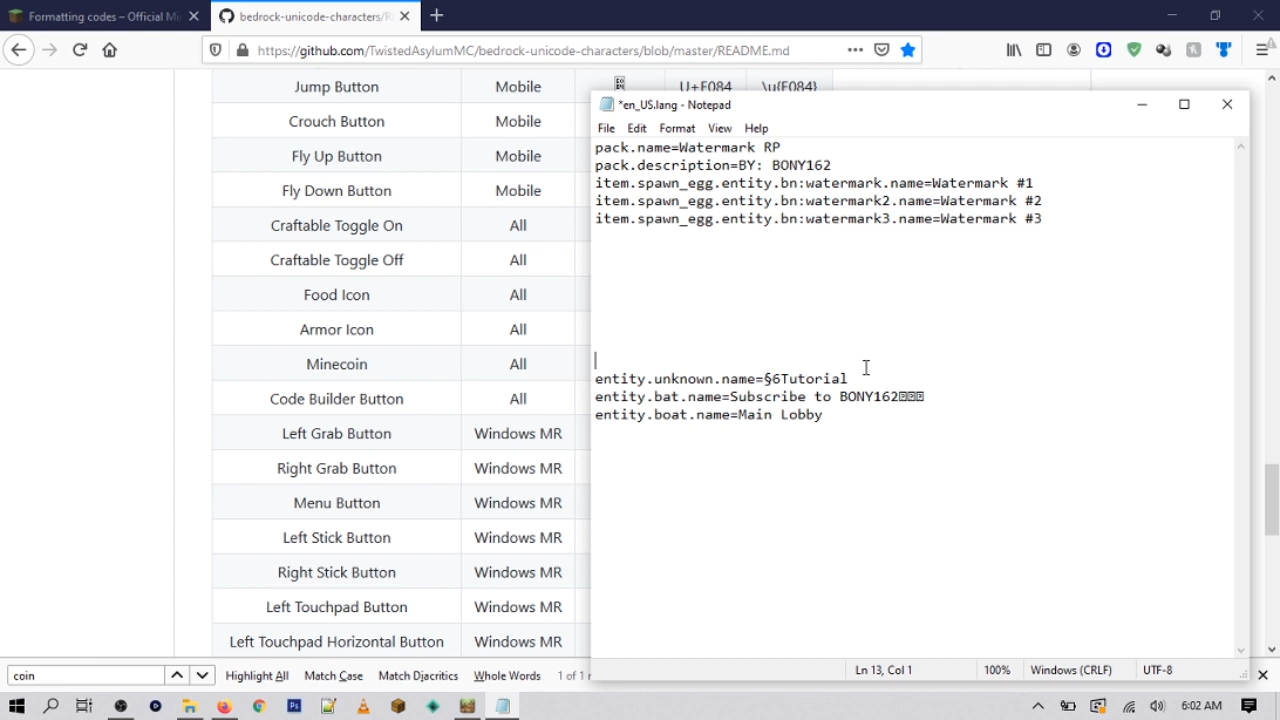 Formatting codes – Official Mi
bedrock-unicode-characters/R
https://github.com/TwistedAsylumMC/bedrock-unicode-characters/blob/master/README.md
Jump Button Mobile U+E084 \u{E084}
Crouch Button Mobile
Fly Up Button Mobile
Fly Down Button Mobile
Craftable Toggle On All
Craftable Toggle Off All
Food Icon All
Armor Icon All
Minecoin All
Code Builder Button All
Left Grab Button Windows MR
Right Grab Button Windows MR
Menu Button Windows MR
Left Stick Button Windows MR
Right Stick Button Windows MR
Left Touchpad Button Windows MR
Left Touchpad Horizontal Button Windows MR
*en_US.lang - Notepad
File Edit Format View Help
pack.name=Watermark RP
pack.description=BY: BONY162
item.spawn_egg.entity.bn:watermark.name=Watermark #1
item.spawn_egg.entity.bn:watermark2.name=Watermark #2
item.spawn_egg.entity.bn:watermark3.name=Watermark #3
entity.unknown.name=§6Tutorial
entity.bat.name=Subscribe to BONY162
entity.boat.name=Main Lobby
Ln 13, Col 1 100% Windows (CRLF) UTF-8
coin Highlight All Match Case Match Diacritics Whole Words 1 of 1
6:02 AM